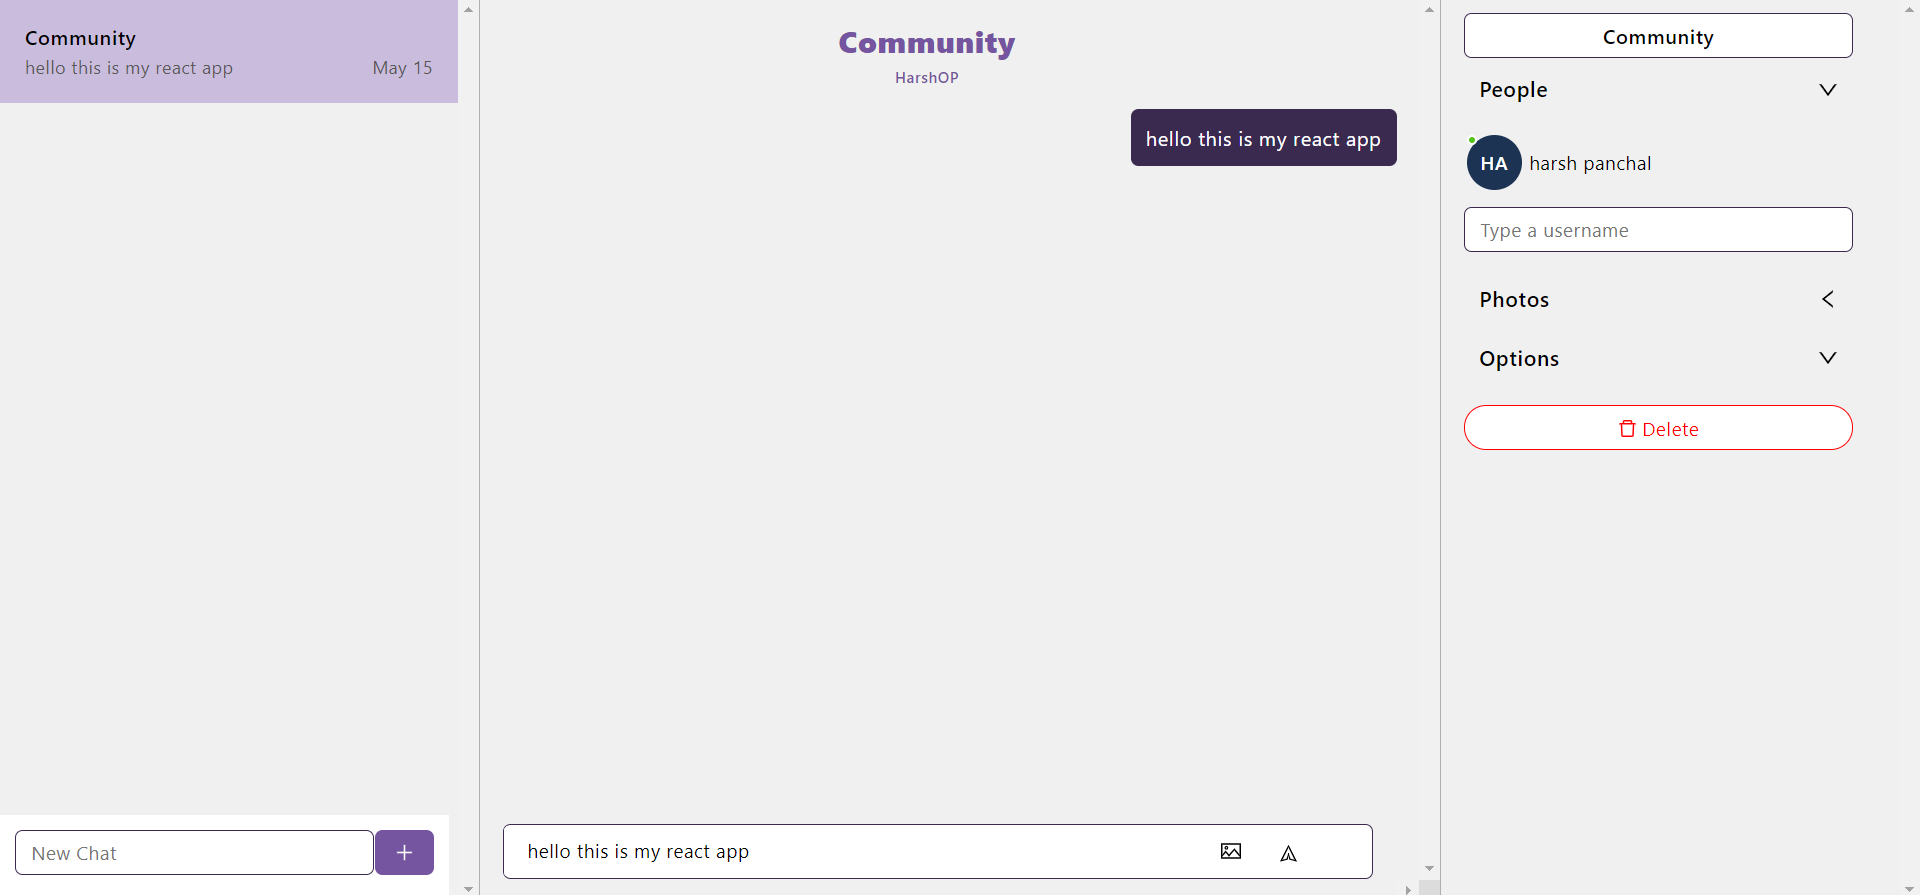 Community
hello this is my react app May 15
New Chat
Community
HarshOP
hello this is my react app
hello this is my react app
Community
People
HA harsh panchal
Type a username
Photos
Options
Delete